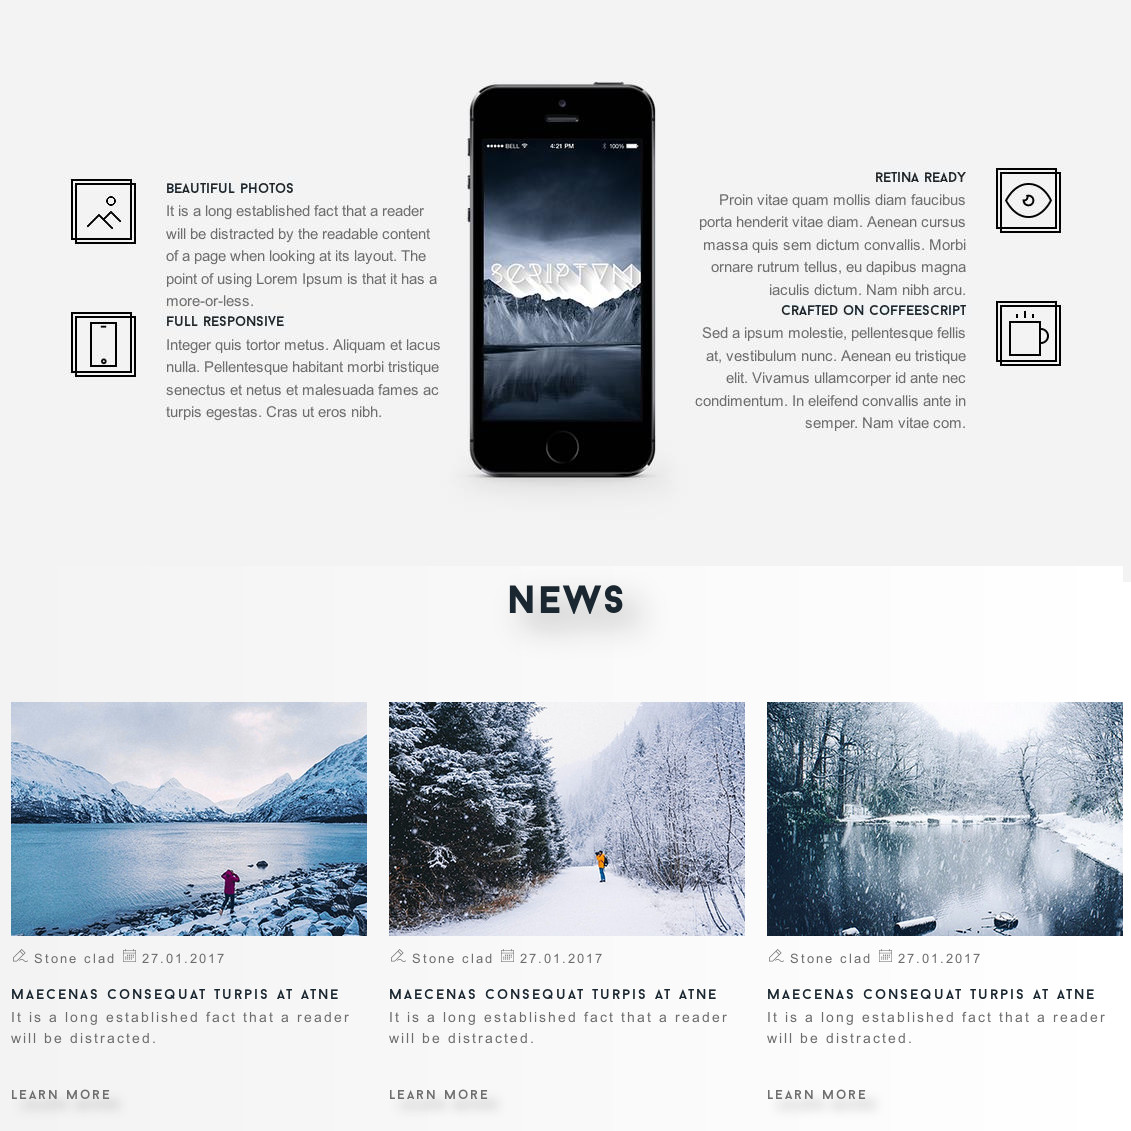 BELL 4:21 PM 100%
SCRIPTVM
BEAUTIFUL PHOTOS
It is a long established fact that a reader
will be distracted by the readable content
of a page when looking at its layout. The
point of using Lorem Ipsum is that it has a
more-or-less.
FULL RESPONSIVE
Integer quis tortor metus. Aliquam et lacus
nulla. Pellentesque habitant morbi tristique
senectus et netus et malesuada fames ac
turpis egestas. Cras ut eros nibh.
RETINA READY
Proin vitae quam mollis diam faucibus
porta henderit vitae diam. Aenean cursus
massa quis sem dictum convallis. Morbi
ornare rutrum tellus, eu dapibus magna
iaculis dictum. Nam nibh arcu.
CRAFTED ON COFFEESCRIPT
Sed a ipsum molestie, pellentesque fellis
at, vestibulum nunc. Aenean eu tristique
elit. Vivamus ullamcorper id ante nec
condimentum. In eleifend convallis ante in
semper. Nam vitae com.
NEWS
Stone clad 27.01.2017
MAECENAS CONSEQUAT TURPIS AT ATNE
It is a long established fact that a reader
will be distracted.
LEARN MORE
Stone clad 27.01.2017
MAECENAS CONSEQUAT TURPIS AT ATNE
It is a long established fact that a reader
will be distracted.
LEARN MORE
Stone clad 27.01.2017
MAECENAS CONSEQUAT TURPIS AT ATNE
It is a long established fact that a reader
will be distracted.
LEARN MORE